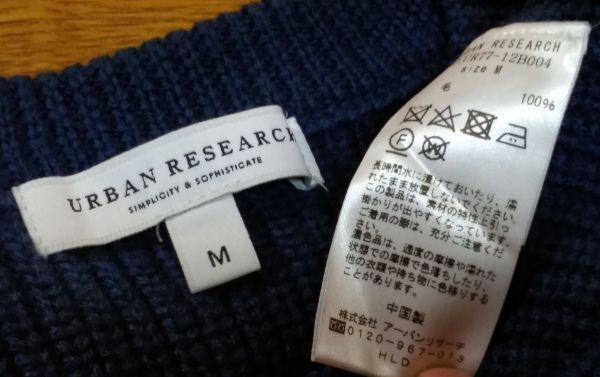 URBAN RESEARCH
SIMPLICITY & SOPHISTICATE
M
URBAN RESEARCH
UR77-12B004
size M
毛 100%
F
W
長時間水に浸けておいたり、濡
れたまま放置しないでください。
この製品は、素材の特性上引っ
掛かりが出やすくなっています。
ご着用の際は、充分ご注意くださ
濃色品は、過度の摩擦や濡れた
状態での摩擦で色落ちしたり、
他の衣類や持ち物に色移りする
ことがあります。
中国製
株式会社 アーバンリサーチ
0120-967-013
HLD